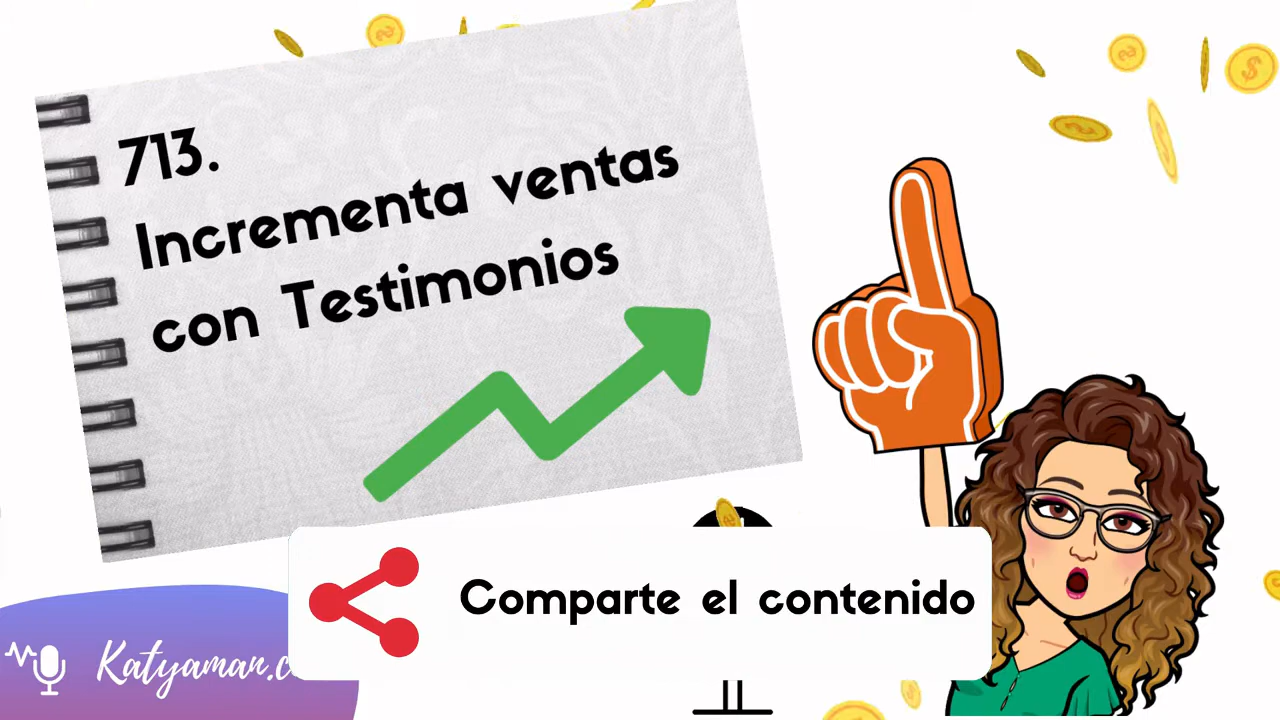 713.
Incrementa ventas
con Testimonios
Comparte el contenido
Katyaman.c